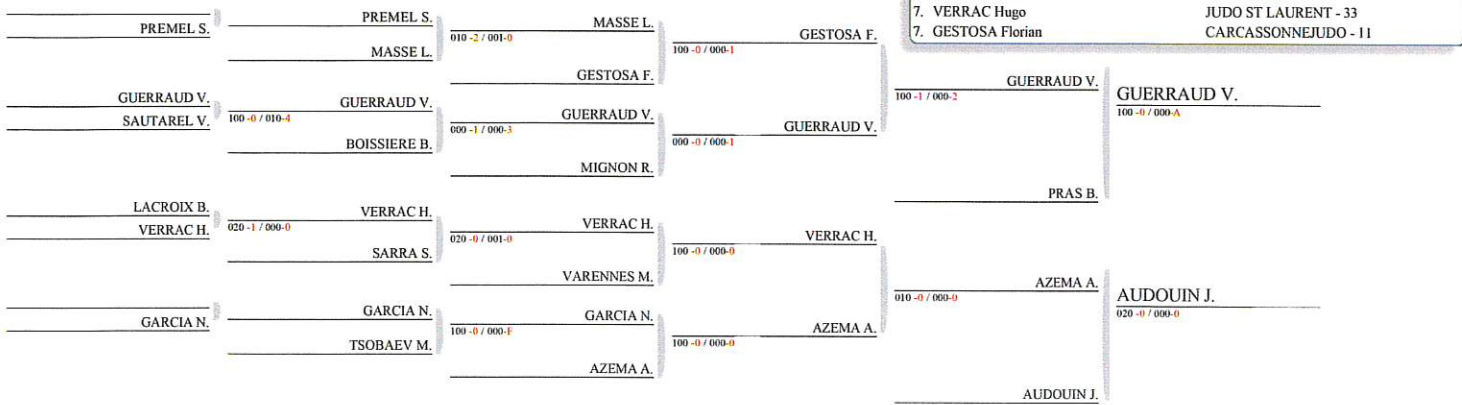 7. VERRAC Hugo JUDO ST LAURENT - 33
7. GESTOSA Florian CARCASSONNEJUDO - 11
PREMEL S.
GUERRAUD V.
SAUTAREL V.
LACROIX B.
VERRAC H.
GARCIA N.
PREMEL S.
MASSE L.
GUERRAUD V.
100 -0 / 010-4
BOISSIERE B.
VERRAC H.
020 -1 / 000-0
SARRA S.
GARCIA N.
TSOBAEV M.
MASSE L.
010 -2 / 001-0
GESTOSA F.
GUERRAUD V.
000 -1 / 000-3
MIGNON R.
VERRAC H.
020 -0 / 001-0
VARENNES M.
GARCIA N.
100 -0 / 000-F
AZEMA A.
GESTOSA F.
100 -0 / 000-1
GUERRAUD V.
000 -0 / 000-1
VERRAC H.
100 -0 / 000-0
AZEMA A.
100 -0 / 000-0
GUERRAUD V.
100 -1 / 000-2
PRAS B.
AZEMA A.
010 -0 / 000-0
AUDOUIN J.
GUERRAUD V.
100 -0 / 000-A
AUDOUIN J.
020 -0 / 000-0